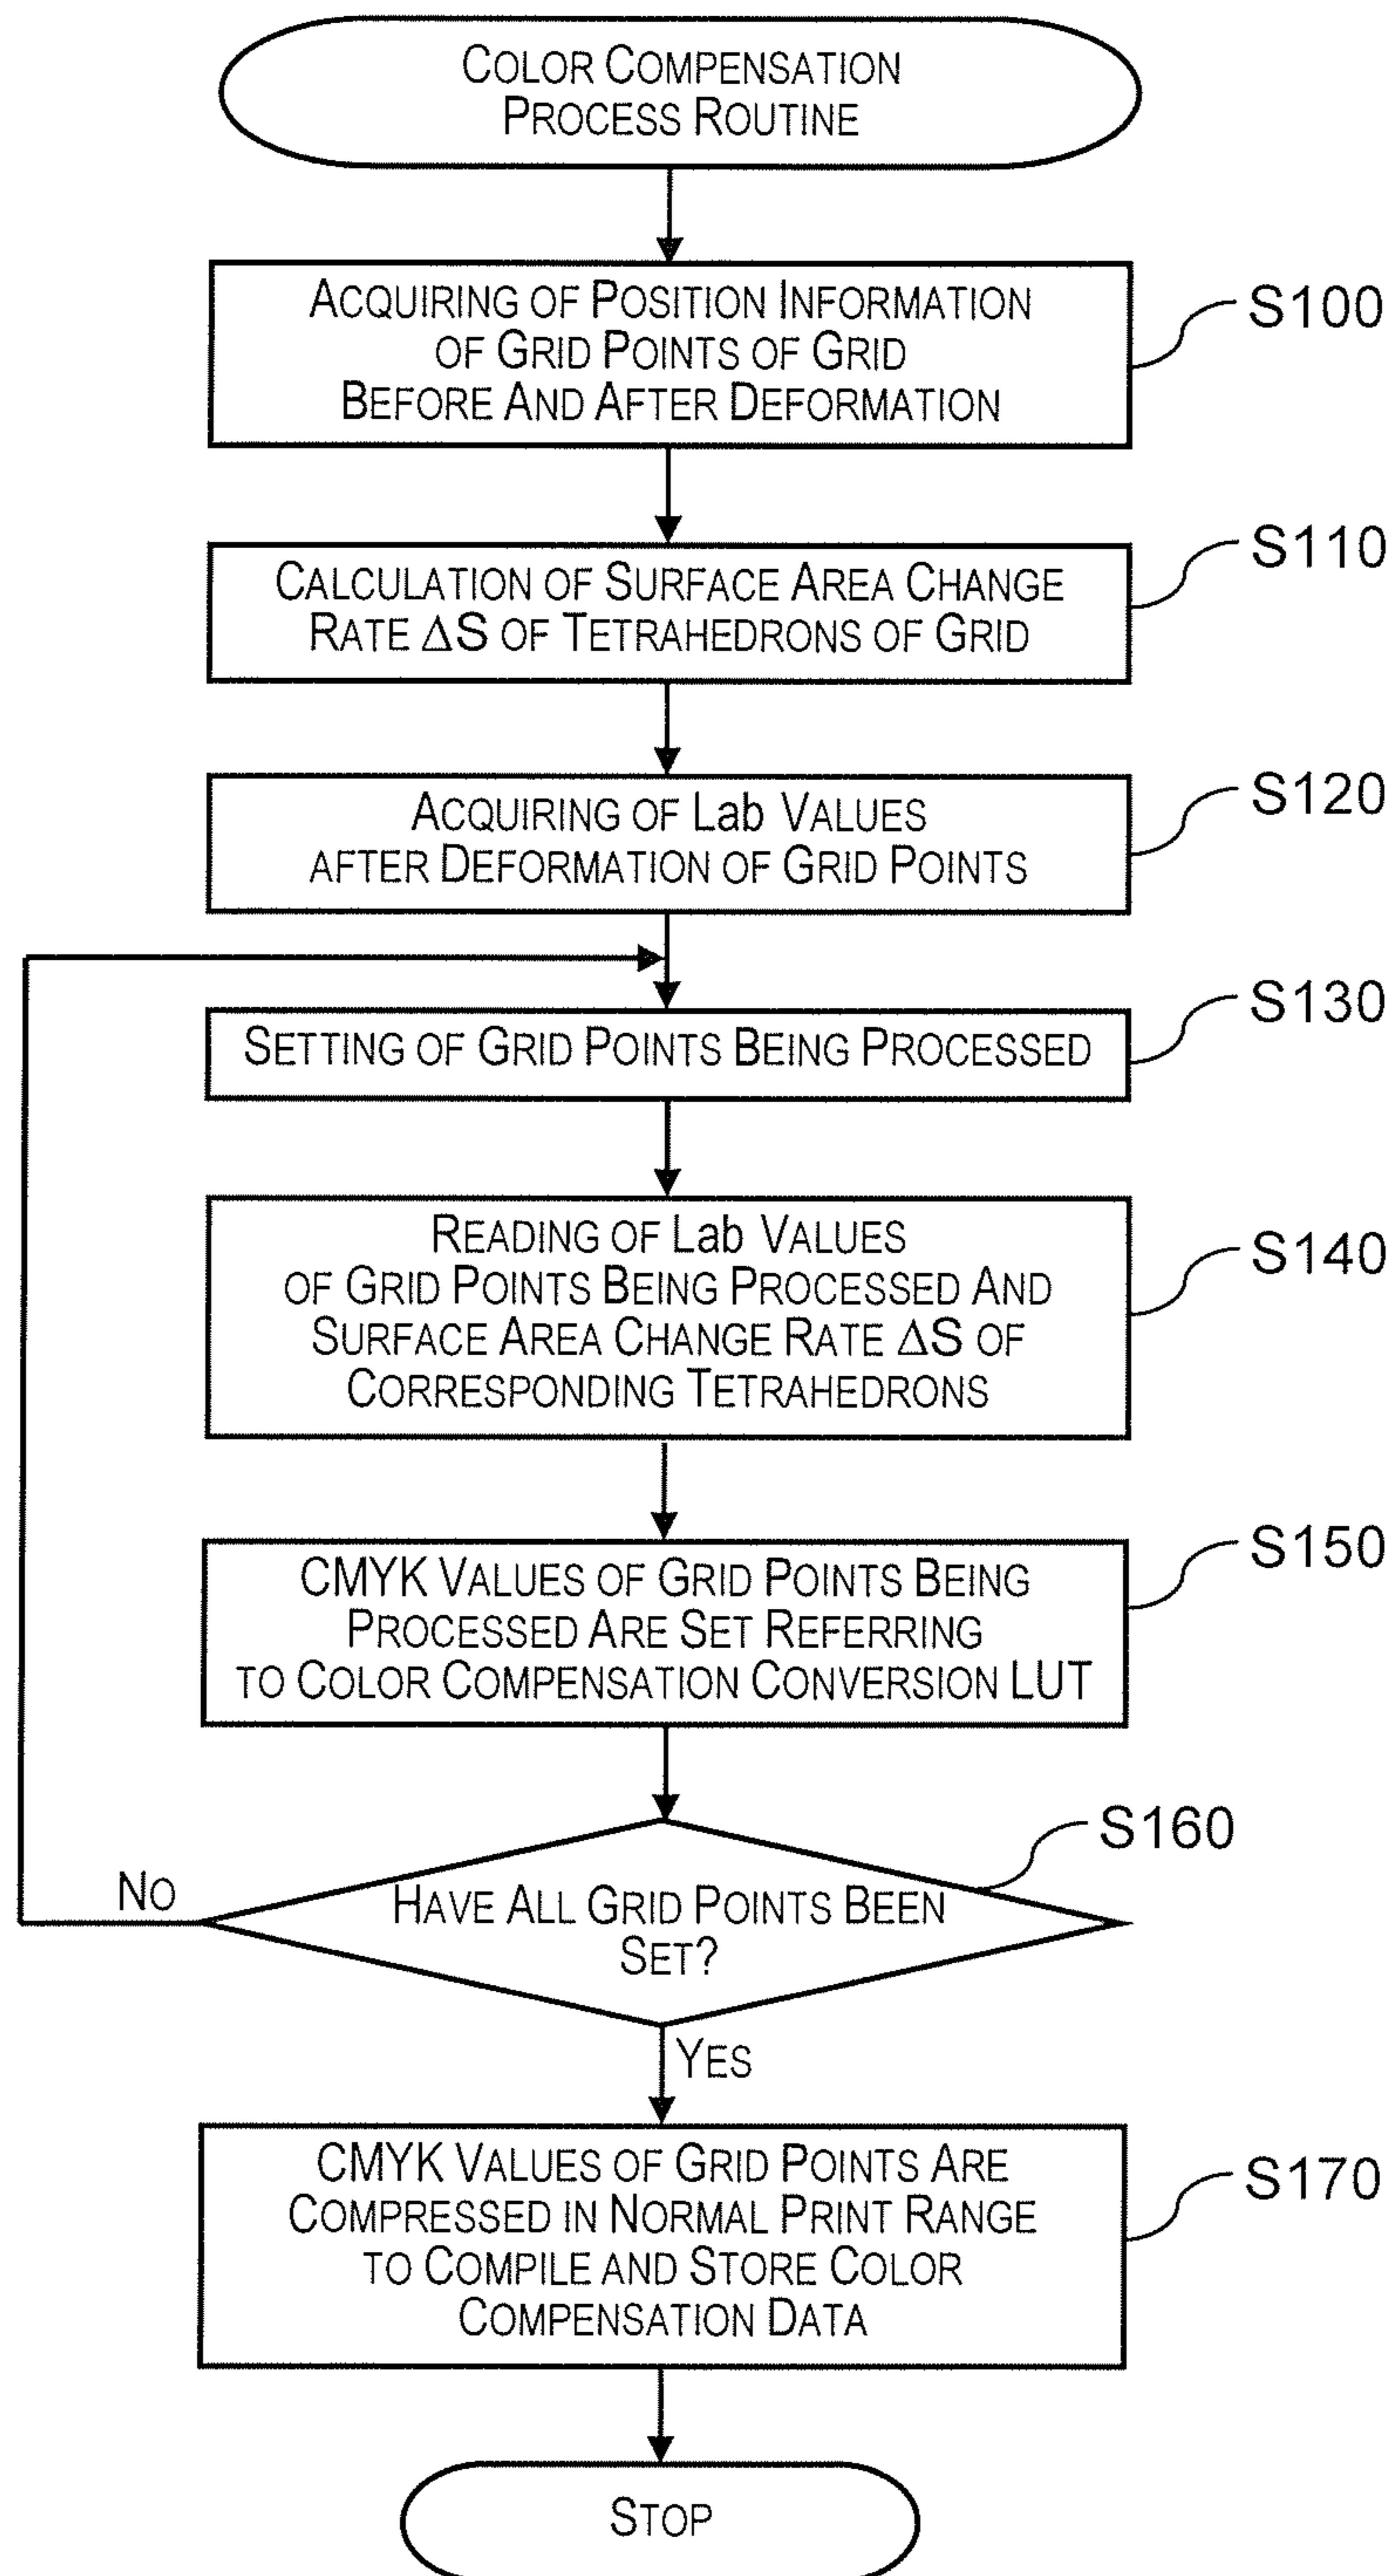 COLOR COMPENSATION
PROCESS ROUTINE
ACQUIRING OF POSITION INFORMATION
OF GRID POINTS OF GRID
BEFORE AND AFTER DEFORMATION
S100
CALCULATION OF SURFACE AREA CHANGE
RATE ΔS OF TETRAHEDRONS OF GRID
S110
ACQUIRING OF Lab VALUES
AFTER DEFORMATION OF GRID POINTS
S120
SETTING OF GRID POINTS BEING PROCESSED
S130
READING OF Lab VALUES
OF GRID POINTS BEING PROCESSED AND
SURFACE AREA CHANGE RATE ΔS OF
CORRESPONDING TETRAHEDRONS
S140
CMYK VALUES OF GRID POINTS BEING
PROCESSED ARE SET REFERRING
TO COLOR COMPENSATION CONVERSION LUT
S150
HAVE ALL GRID POINTS BEEN
SET?
S160
NO
YES
CMYK VALUES OF GRID POINTS ARE
COMPRESSED IN NORMAL PRINT RANGE
TO COMPILE AND STORE COLOR
COMPENSATION DATA
S170
STOP